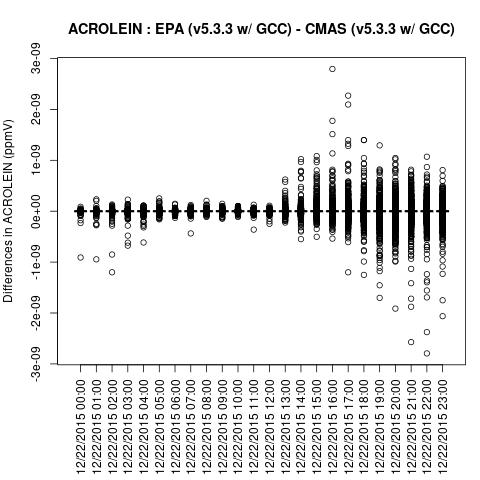 ACROLEIN : EPA (v5.3.3 w/ GCC) - CMAS (v5.3.3 w/ GCC)
Differences in ACROLEIN (ppmV)
3e-09
2e-09
1e-09
0e+00
-1e-09
-2e-09
-3e-09
12/22/2015 00:00
12/22/2015 01:00
12/22/2015 02:00
12/22/2015 03:00
12/22/2015 04:00
12/22/2015 05:00
12/22/2015 06:00
12/22/2015 07:00
12/22/2015 08:00
12/22/2015 09:00
12/22/2015 10:00
12/22/2015 11:00
12/22/2015 12:00
12/22/2015 13:00
12/22/2015 14:00
12/22/2015 15:00
12/22/2015 16:00
12/22/2015 17:00
12/22/2015 18:00
12/22/2015 19:00
12/22/2015 20:00
12/22/2015 21:00
12/22/2015 22:00
12/22/2015 23:00